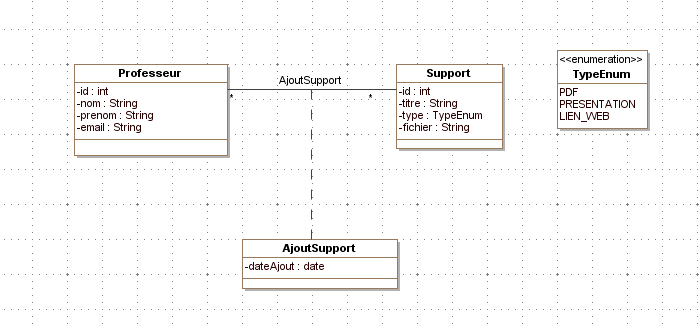 Professeur
-id : int
-nom : String
-prenom : String
-email : String
AjoutSupport
*
*
Support
-id : int
-titre : String
-type : TypeEnum
-fichier : String
<<enumeration>>
TypeEnum
PDF
PRESENTATION
LIEN_WEB
AjoutSupport
-dateAjout : date